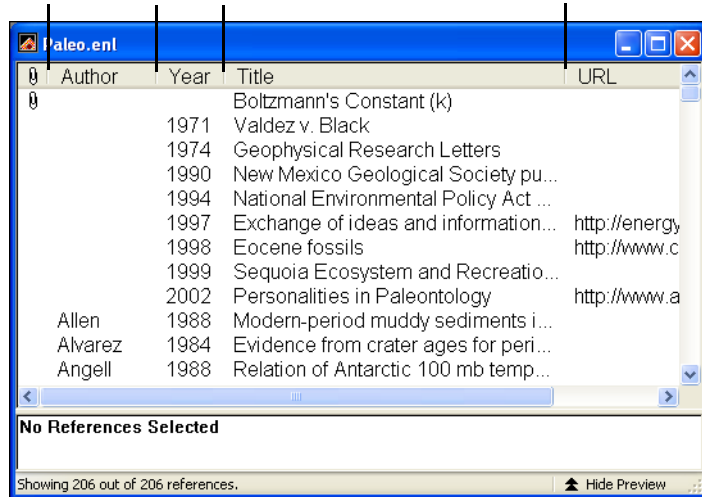 Paleo.enl
Author Year Title URL
Boltzmann's Constant (k)
1971 Valdez v. Black
1974 Geophysical Research Letters
1990 New Mexico Geological Society pu...
1994 National Environmental Policy Act ...
1997 Exchange of ideas and information... http://energy
1998 Eocene fossils http://www.c
1999 Sequoia Ecosystem and Recreatio...
2002 Personalities in Paleontology http://www.a
Allen 1988 Modern-period muddy sediments i...
Alvarez 1984 Evidence from crater ages for peri...
Angell 1988 Relation of Antarctic 100 mb temp...
No References Selected
Showing 206 out of 206 references. Hide Preview